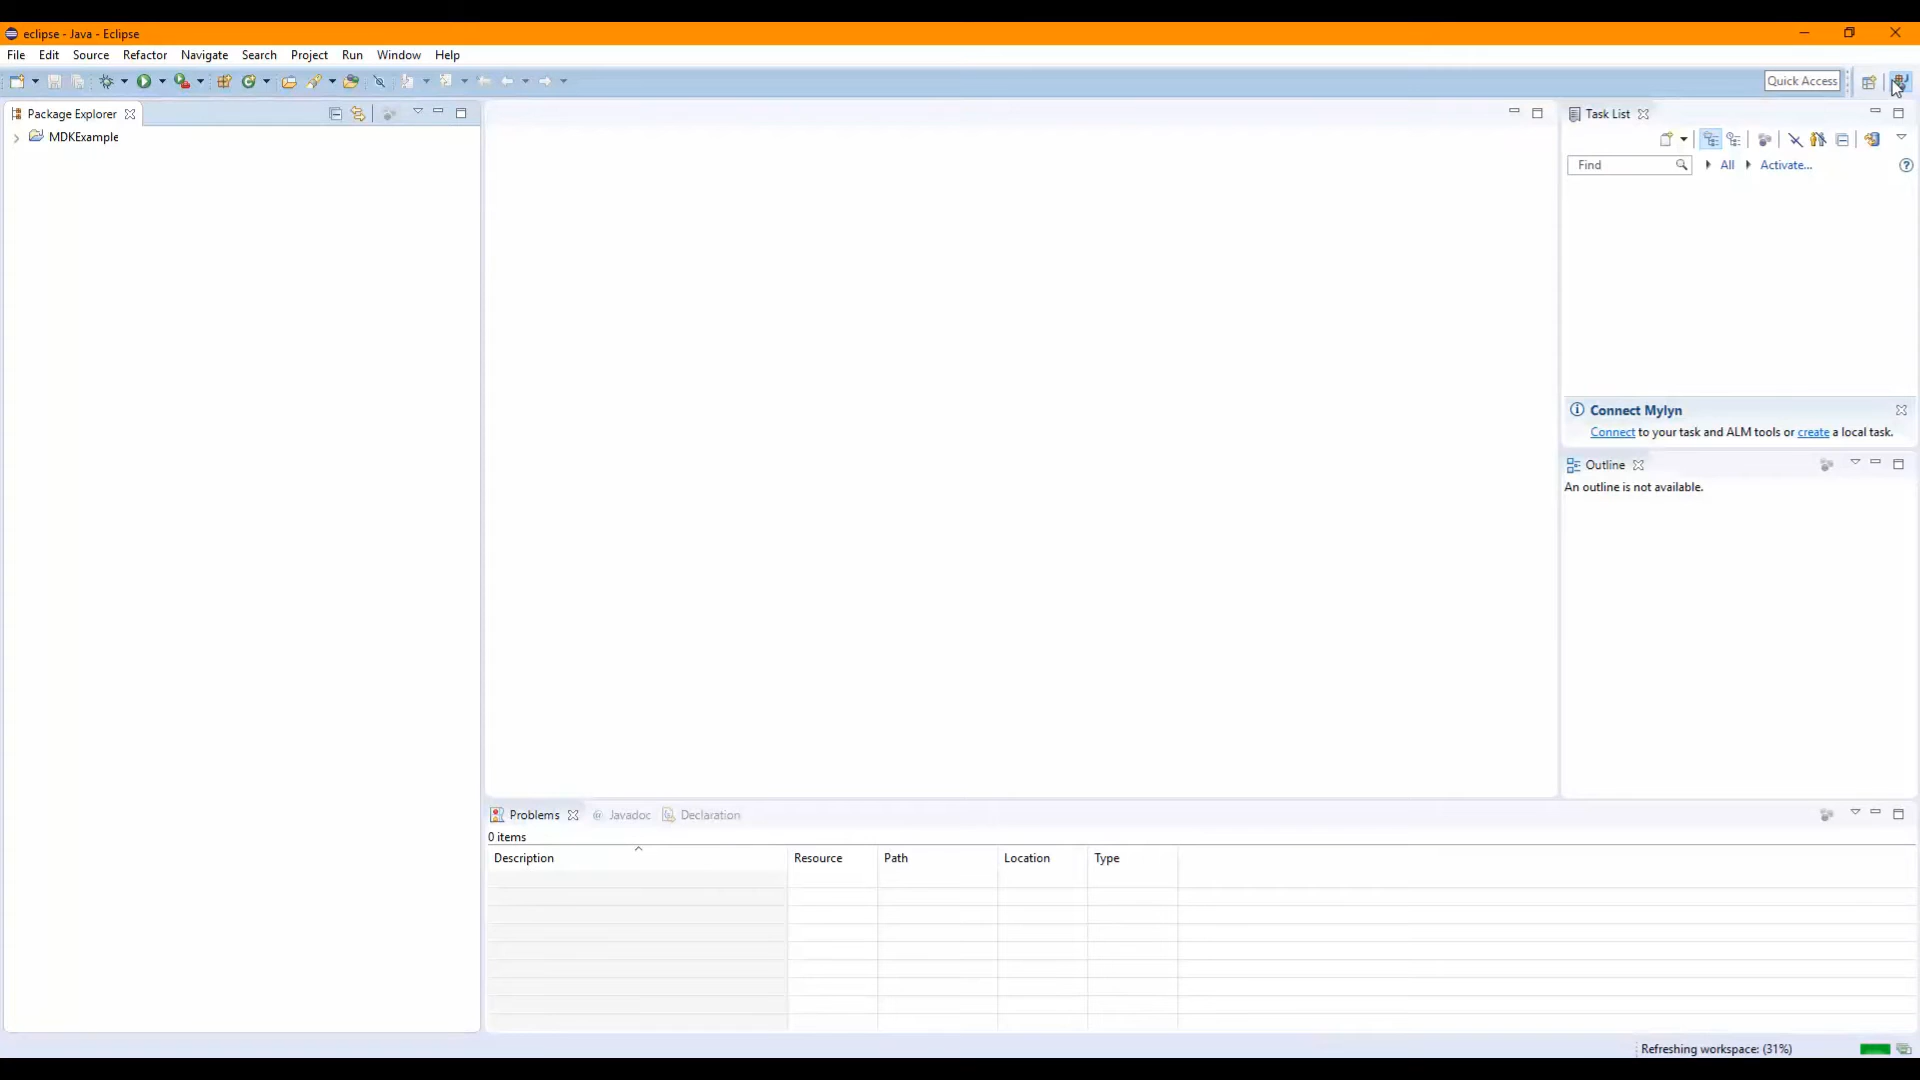 eclipse - Java - Eclipse
File Edit Source Refactor Navigate Search Project Run Window Help
Quick Access
Package Explorer
MDKExample
Task List
Find All Activate...
Connect Mylyn
Connect to your task and ALM tools or create a local task.
Outline
An outline is not available.
Problems @ Javadoc Declaration
0 items
Description Resource Path Location Type
Refreshing workspace: (31%)